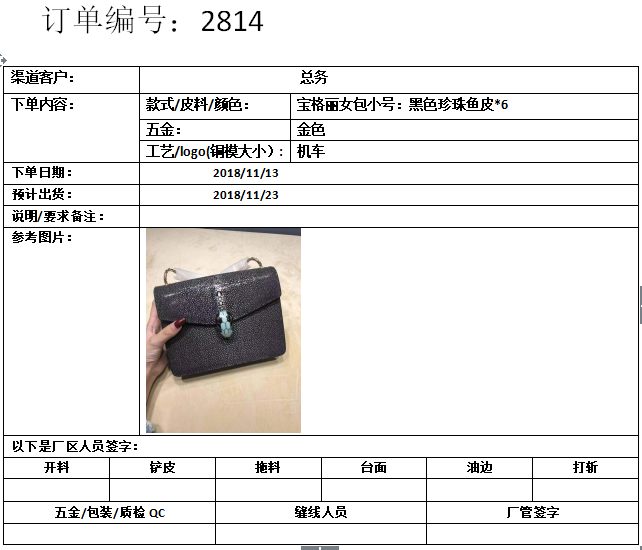 订单编号：2814
渠道客户： 总务
下单内容： 款式/皮料/颜色： 宝格丽女包小号：黑色珍珠鱼皮*6
五金： 金色
工艺/logo(铜模大小）： 机车
下单日期： 2018/11/13
预计出货： 2018/11/23
说明/要求备注：
参考图片：
以下是厂区人员签字：
开料 铲皮 拖料 台面 油边 打斩
五金/包装/质检 QC 缝线人员 厂管签字